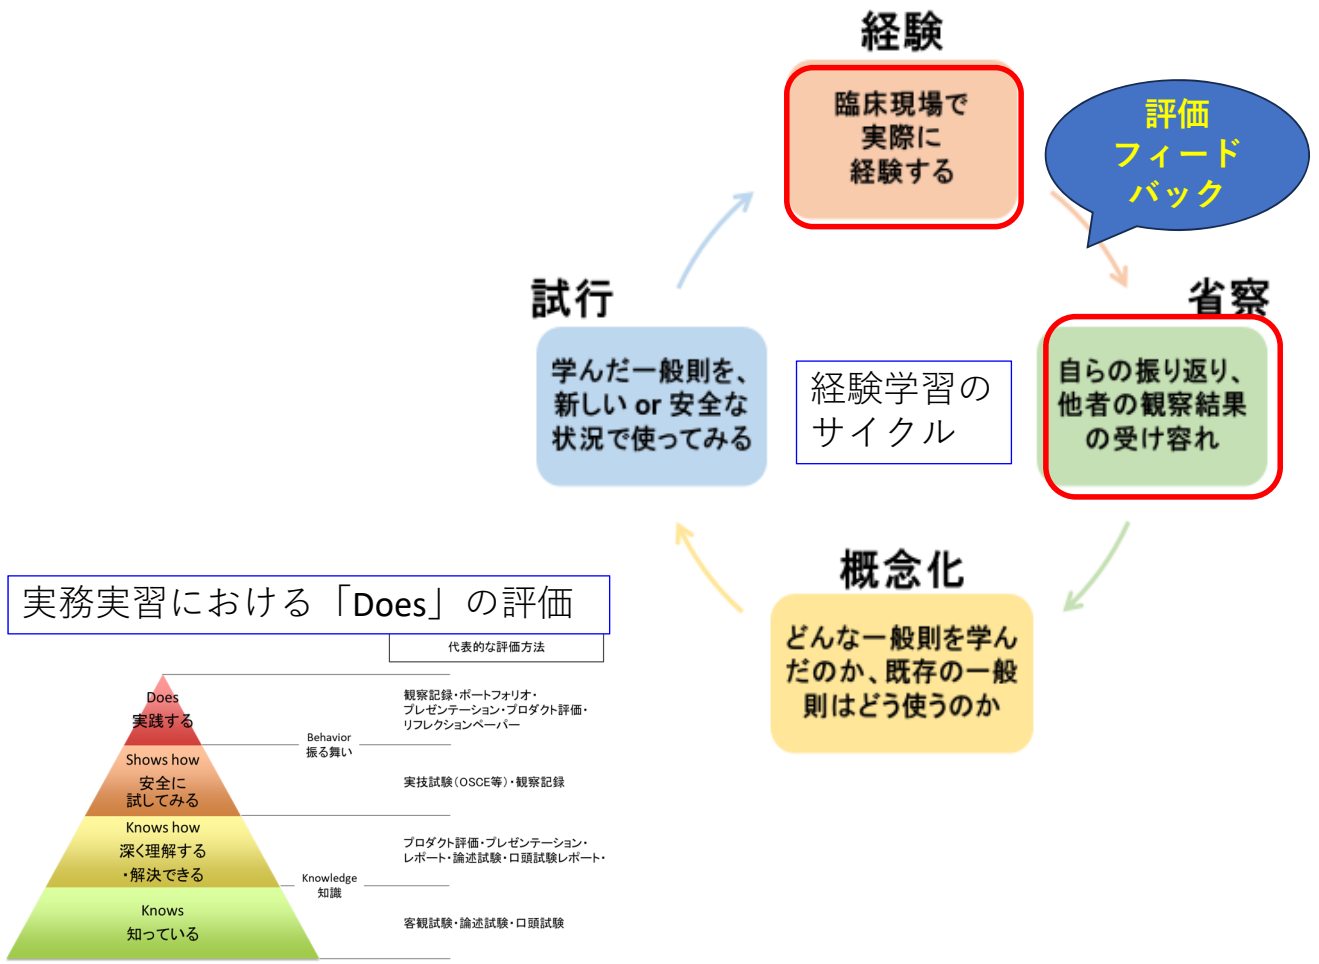 経験
臨床現場で
実際に
経験する
評価
フィード
バック
試行
学んだ一般則を、
新しい or 安全な
状況で使ってみる
経験学習の
サイクル
省察
自らの振り返り、
他者の観察結果
の受け容れ
概念化
どんな一般則を学ん
だのか、既存の一般
則はどう使うのか
実務実習における「Does」の評価
代表的な評価方法
Does
実践する
観察記録・ポートフォリオ・
プレゼンテーション・プロダクト評価・
リフレクションペーパー
Behavior
振る舞い
Shows how
安全に
試してみる
実技試験(OSCE等)・観察記録
Knows how
深く理解する
・解決できる
プロダクト評価・プレゼンテーション・
レポート・論述試験・口頭試験レポート・
Knowledge
知識
Knows
知っている
客観試験・論述試験・口頭試験